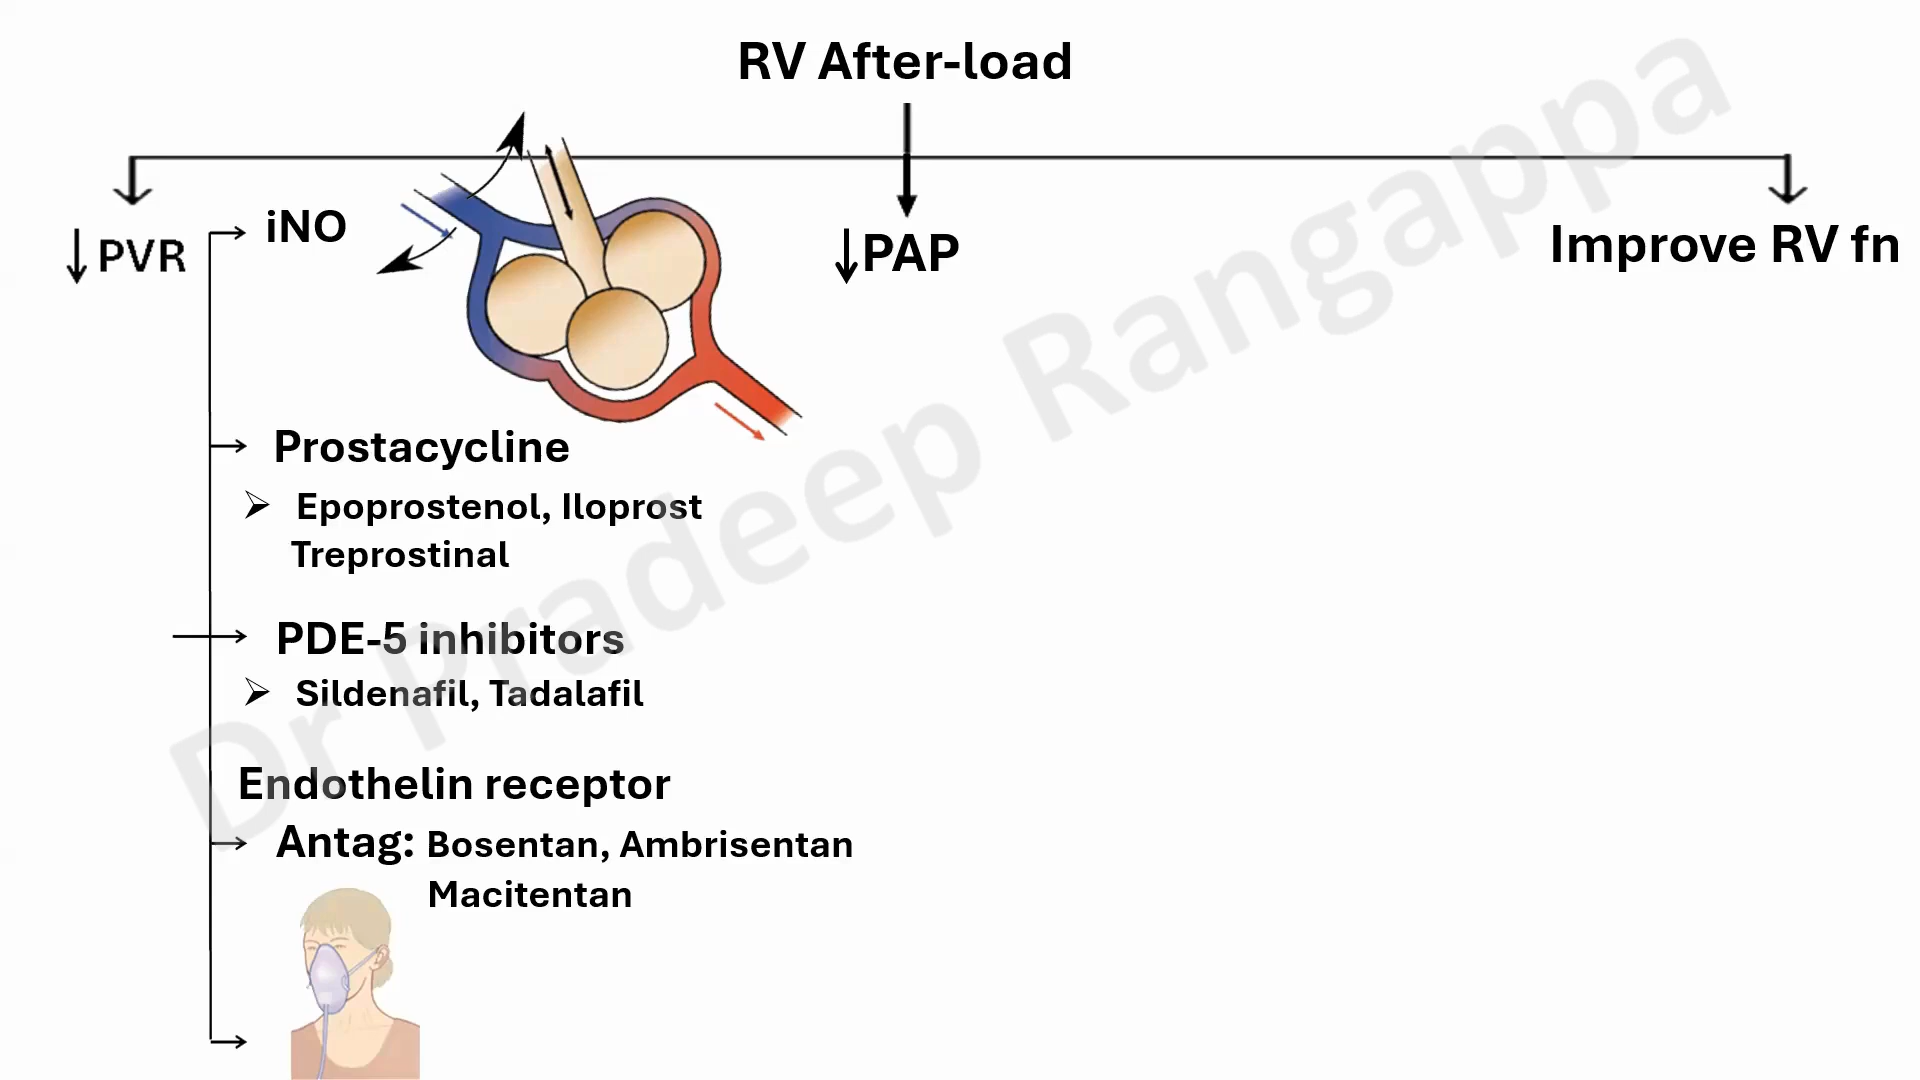 RV After-load
↓ PVR
iNO
↓PAP
Improve RV fn
Prostacycline
➢ Epoprostenol, Iloprost
Treprostinal
PDE-5 inhibitors
➢ Sildenafil, Tadalafil
Endothelin receptor
Antag: Bosentan, Ambrisentan
Macitentan
Dr Pradeep Rangappa